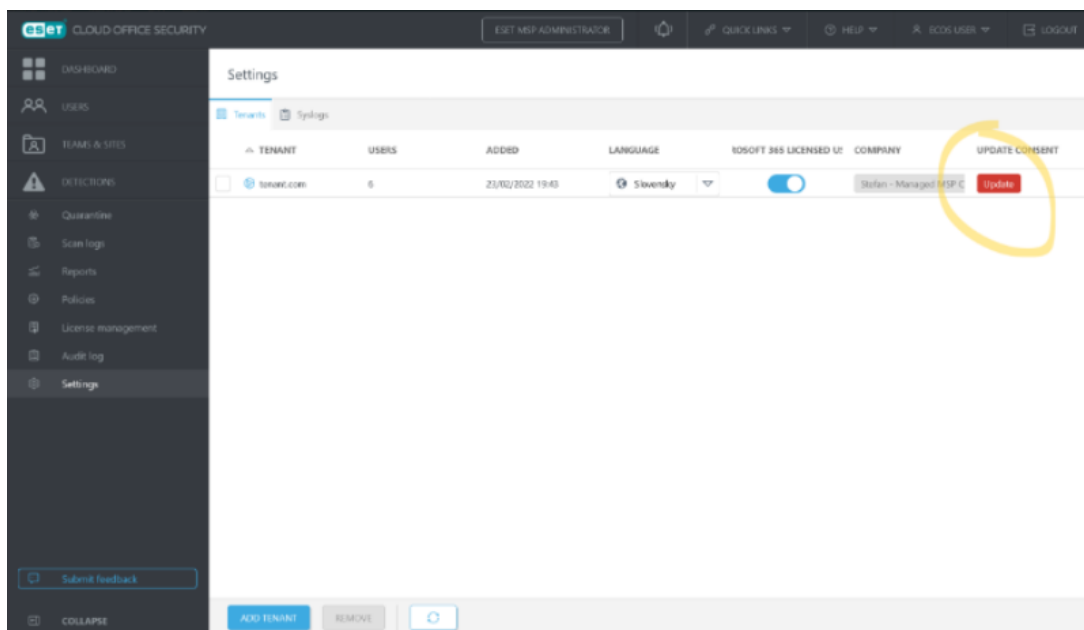 eset CLOUD OFFICE SECURITY
ESET MSP ADMINISTRATOR
QUICK LINKS
HELP
ECOS USER
LOGOUT
DASHBOARD
USERS
TEAMS & SITES
DETECTIONS
Quarantine
Scan logs
Reports
Policies
License management
Audit log
Settings
Submit feedback
COLLAPSE
Settings
Tenants
Syslogs
TENANT USERS ADDED LANGUAGE ROSOFT 365 LICENSED U: COMPANY UPDATE CONSENT
tenant.com 6 23/02/2022 19:43 Slovensky Stefan - Managed MSP C Update
ADD TENANT
REMOVE